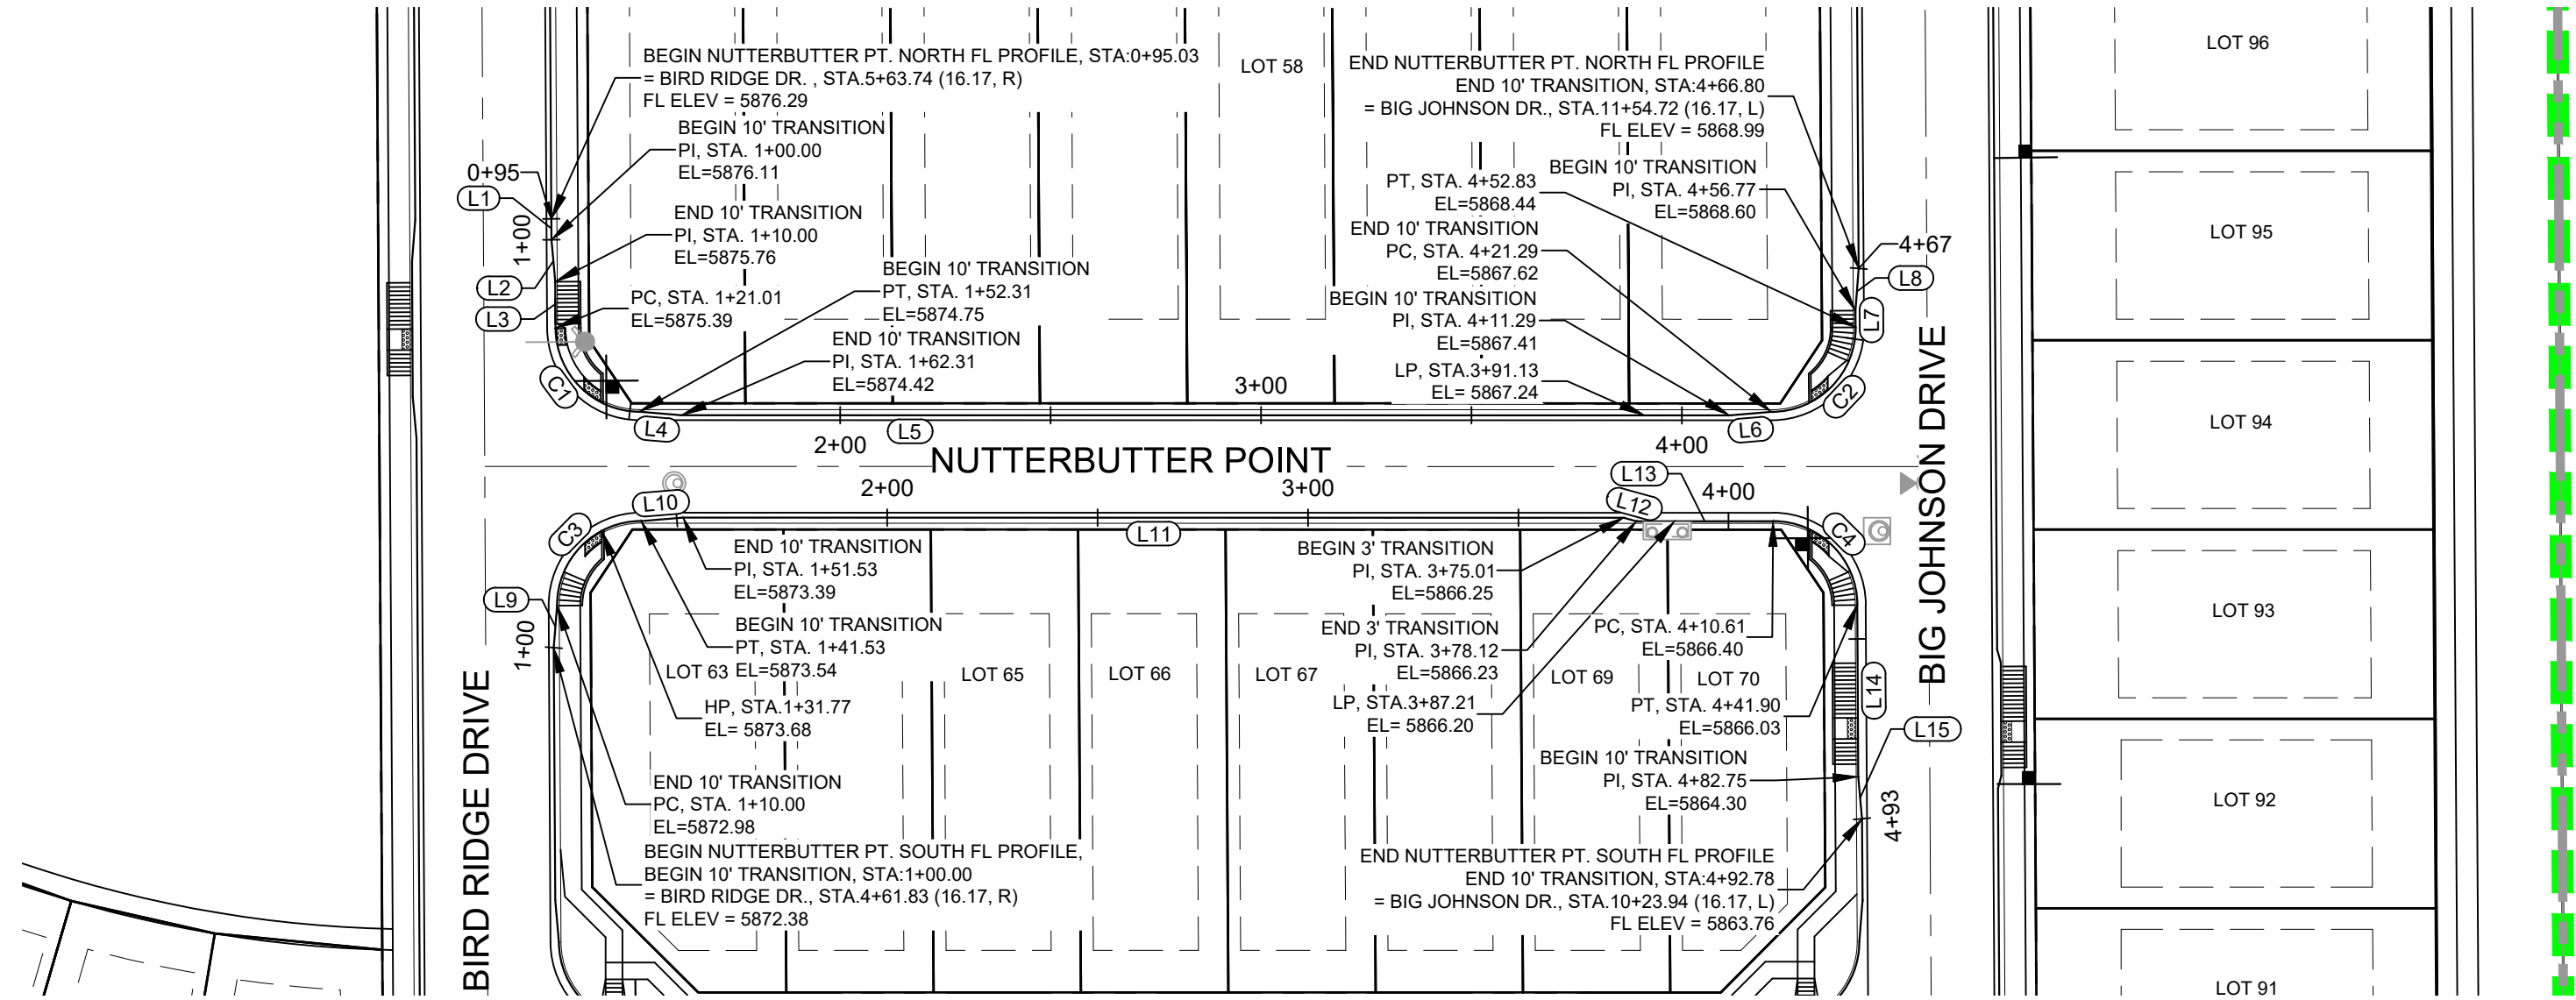 BEGIN NUTTERBUTTER PT. NORTH FL PROFILE, STA:0+95.03
= BIRD RIDGE DR. , STA.5+63.74 (16.17, R)
FL ELEV = 5876.29
BEGIN 10' TRANSITION
PI, STA. 1+00.00
EL=5876.11
0+95
L1
1+00
END 10' TRANSITION
PI, STA. 1+10.00
EL=5875.76
L2
L3
PC, STA. 1+21.01
EL=5875.39
BEGIN 10' TRANSITION
PT, STA. 1+52.31
EL=5874.75
END 10' TRANSITION
PI, STA. 1+62.31
EL=5874.42
C1
L4
L5
2+00
3+00
LOT 58
END NUTTERBUTTER PT. NORTH FL PROFILE
END 10' TRANSITION, STA:4+66.80
= BIG JOHNSON DR., STA.11+54.72 (16.17, L)
FL ELEV = 5868.99
BEGIN 10' TRANSITION
PI, STA. 4+56.77
EL=5868.60
PT, STA. 4+52.83
EL=5868.44
END 10' TRANSITION
PC, STA. 4+21.29
EL=5867.62
BEGIN 10' TRANSITION
PI, STA. 4+11.29
EL=5867.41
LP, STA.3+91.13
EL= 5867.24
4+67
L8
L7
C2
L6
4+00
NUTTERBUTTER POINT
BIG JOHNSON DRIVE
BIRD RIDGE DRIVE
L10
2+00
3+00
L13
L12
4+00
C3
L11
C4
L9
1+00
END 10' TRANSITION
PI, STA. 1+51.53
EL=5873.39
BEGIN 10' TRANSITION
PT, STA. 1+41.53
EL=5873.54
LOT 63
HP, STA.1+31.77
EL= 5873.68
END 10' TRANSITION
PC, STA. 1+10.00
EL=5872.98
BEGIN NUTTERBUTTER PT. SOUTH FL PROFILE,
BEGIN 10' TRANSITION, STA:1+00.00
= BIRD RIDGE DR., STA.4+61.83 (16.17, R)
FL ELEV = 5872.38
LOT 65
LOT 66
LOT 67
LOT 69
LOT 70
BEGIN 3' TRANSITION
PI, STA. 3+75.01
EL=5866.25
END 3' TRANSITION
PI, STA. 3+78.12
EL=5866.23
LP, STA.3+87.21
EL= 5866.20
PC, STA. 4+10.61
EL=5866.40
PT, STA. 4+41.90
EL=5866.03
BEGIN 10' TRANSITION
PI, STA. 4+82.75
EL=5864.30
END NUTTERBUTTER PT. SOUTH FL PROFILE
END 10' TRANSITION, STA:4+92.78
= BIG JOHNSON DR., STA.10+23.94 (16.17, L)
FL ELEV = 5863.76
L14
L15
4+93
LOT 96
LOT 95
LOT 94
LOT 93
LOT 92
LOT 91